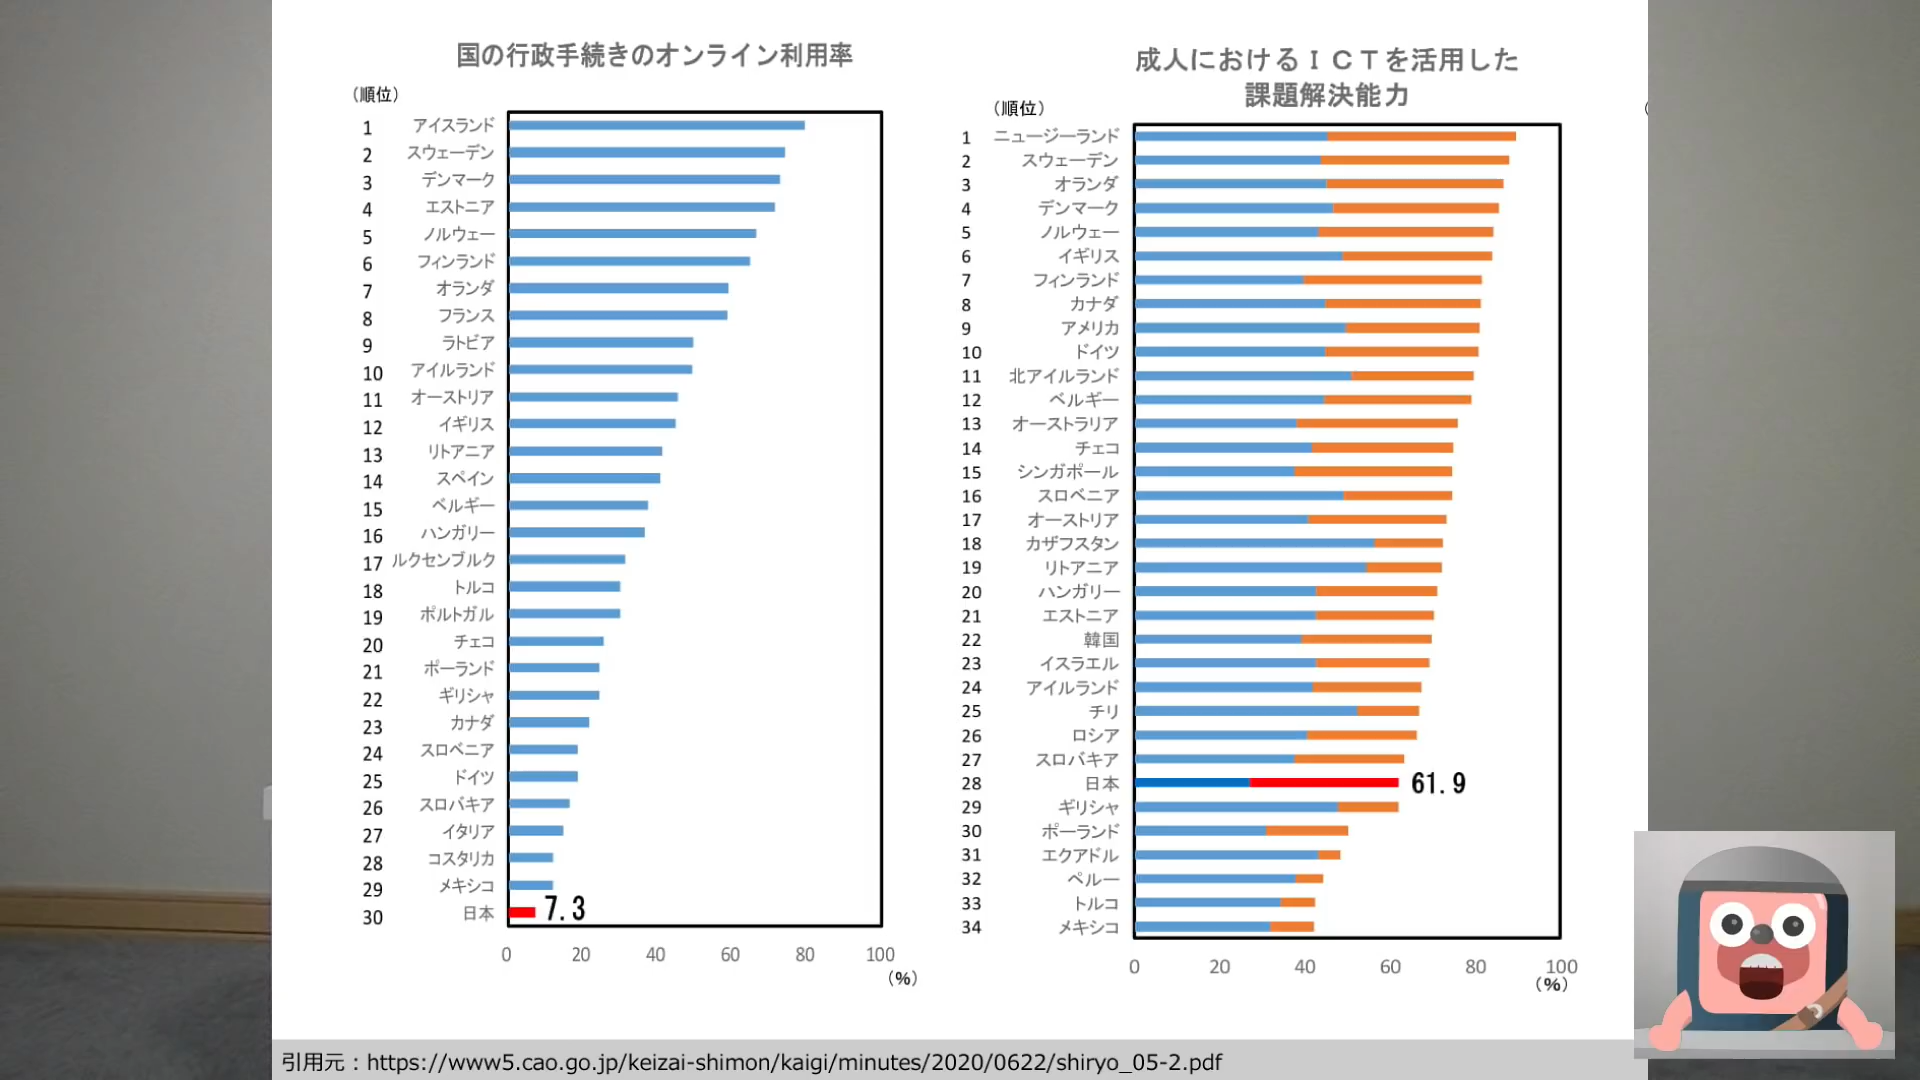 国の行政手続きのオンライン利用率
（順位）
1 アイスランド
2 スウェーデン
3 デンマーク
4 エストニア
5 ノルウェー
6 フィンランド
7 オランダ
8 フランス
9 ラトビア
10 アイルランド
11 オーストリア
12 イギリス
13 リトアニア
14 スペイン
15 ベルギー
16 ハンガリー
17 ルクセンブルク
18 トルコ
19 ポルトガル
20 チェコ
21 ポーランド
22 ギリシャ
23 カナダ
24 スロベニア
25 ドイツ
26 スロバキア
27 イタリア
28 コスタリカ
29 メキシコ
30 日本 7.3
0 20 40 60 80 100
（%）
成人におけるＩＣＴを活用した
課題解決能力
（順位）
1 ニュージーランド
2 スウェーデン
3 オランダ
4 デンマーク
5 ノルウェー
6 イギリス
7 フィンランド
8 カナダ
9 アメリカ
10 ドイツ
11 北アイルランド
12 ベルギー
13 オーストラリア
14 チェコ
15 シンガポール
16 スロベニア
17 オーストリア
18 カザフスタン
19 リトアニア
20 ハンガリー
21 エストニア
22 韓国
23 イスラエル
24 アイルランド
25 チリ
26 ロシア
27 スロバキア
28 日本 61.9
29 ギリシャ
30 ポーランド
31 エクアドル
32 ペルー
33 トルコ
34 メキシコ
0 20 40 60 80 100
（%）
引用元：https://www5.cao.go.jp/keizai-shimon/kaigi/minutes/2020/0622/shiryo_05-2.pdf